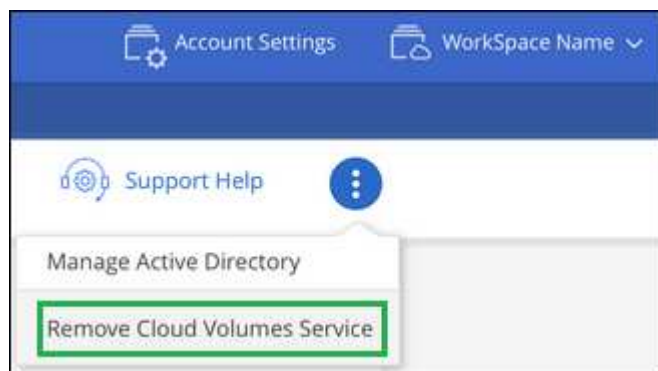 Account Settings
WorkSpace Name
Support Help
Manage Active Directory
Remove Cloud Volumes Service